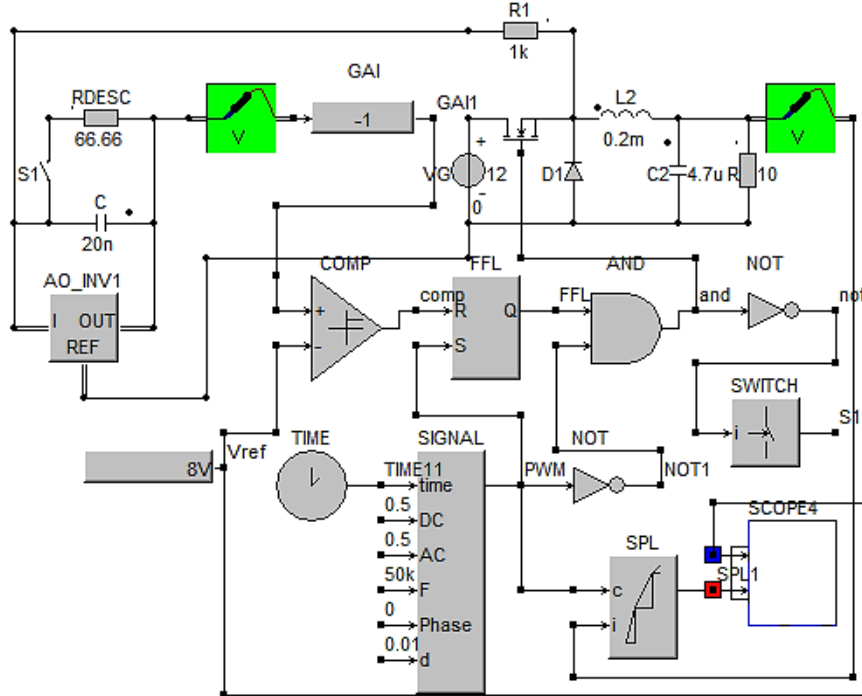 R1
1k
GAI
-1
RDESC
66.66
V
GAI1
L2
0.2m
V
S1
VG
+
12
-
0
D1
C2
4.7u
R
10
C
20n
AO_INV1
I OUT
REF
COMP
+
-
comp
FFL
R Q
S
FFL
AND
and
NOT
not
SWITCH
i
S1
8V
Vref
TIME
TIME11
SIGNAL
time
0.5
DC
0.5
AC
50k
F
0
Phase
0.01
d
PWM
NOT
NOT1
SPL
c
i
SPL1
SCOPE4